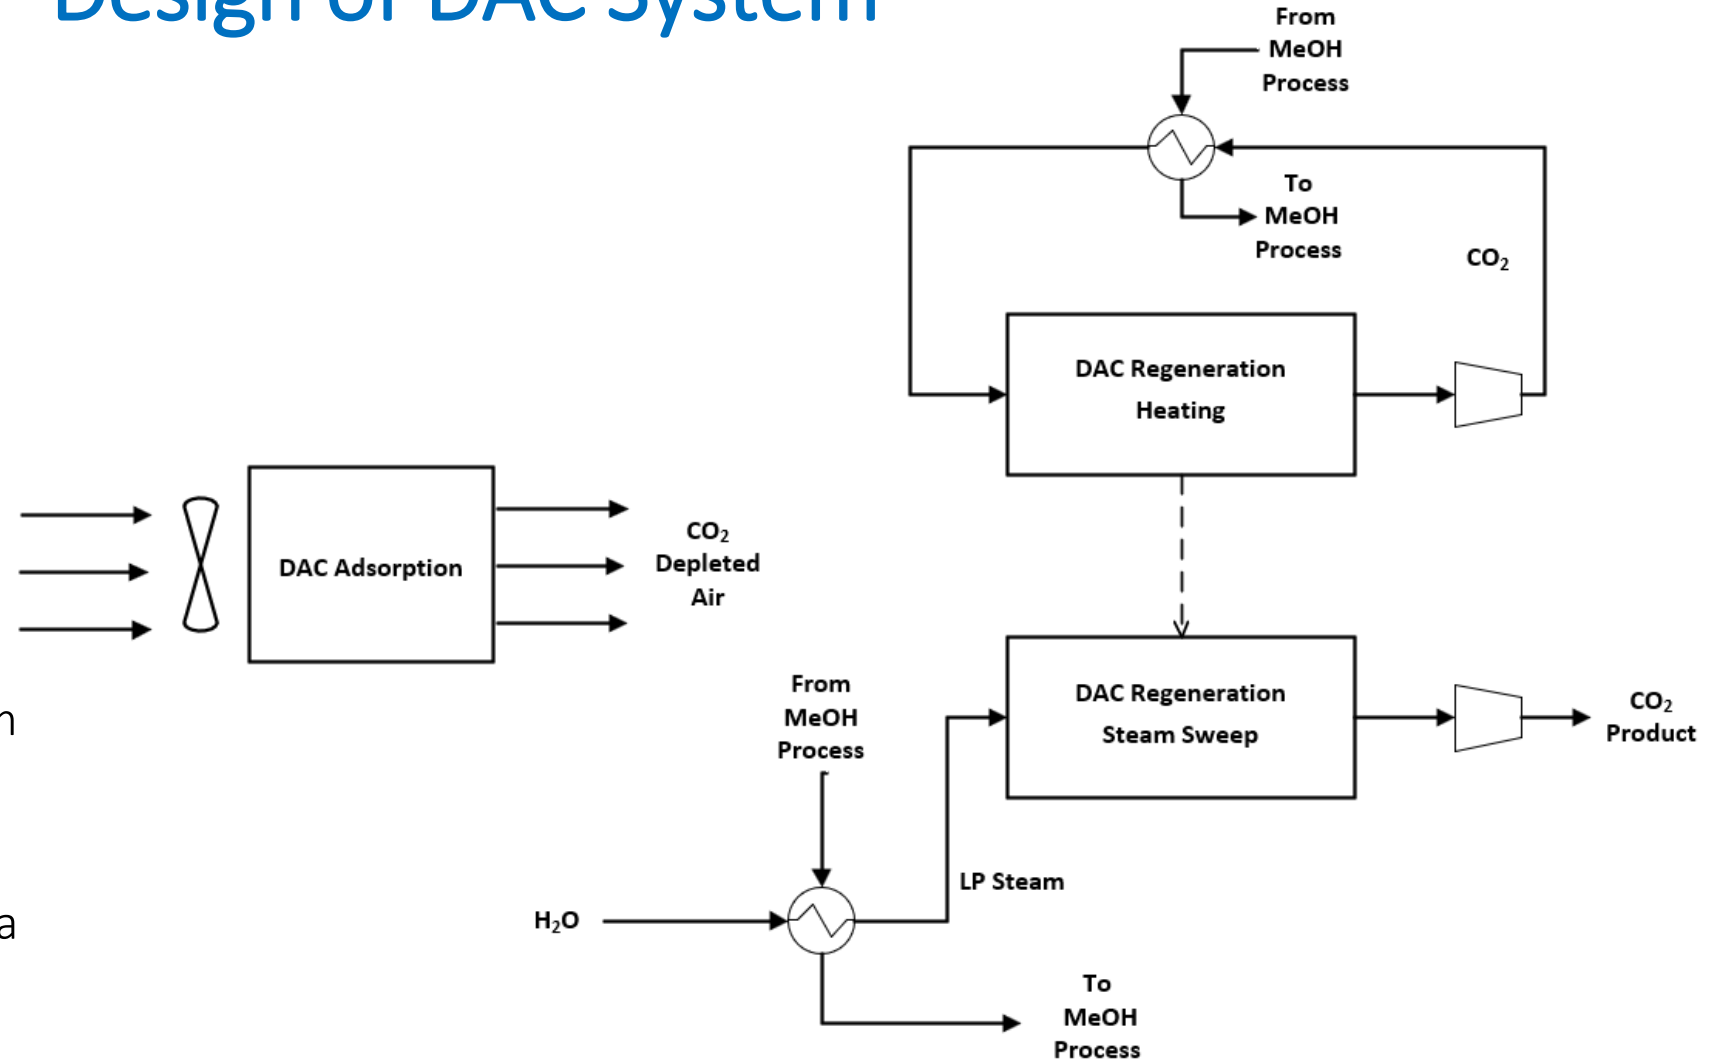 Design of DAC System
From
MeOH
Process
To
MeOH
Process
CO₂
DAC Regeneration
Heating
DAC Adsorption
CO₂
Depleted
Air
From
MeOH
Process
DAC Regeneration
Steam Sweep
CO₂
Product
LP Steam
H₂O
To
MeOH
Process